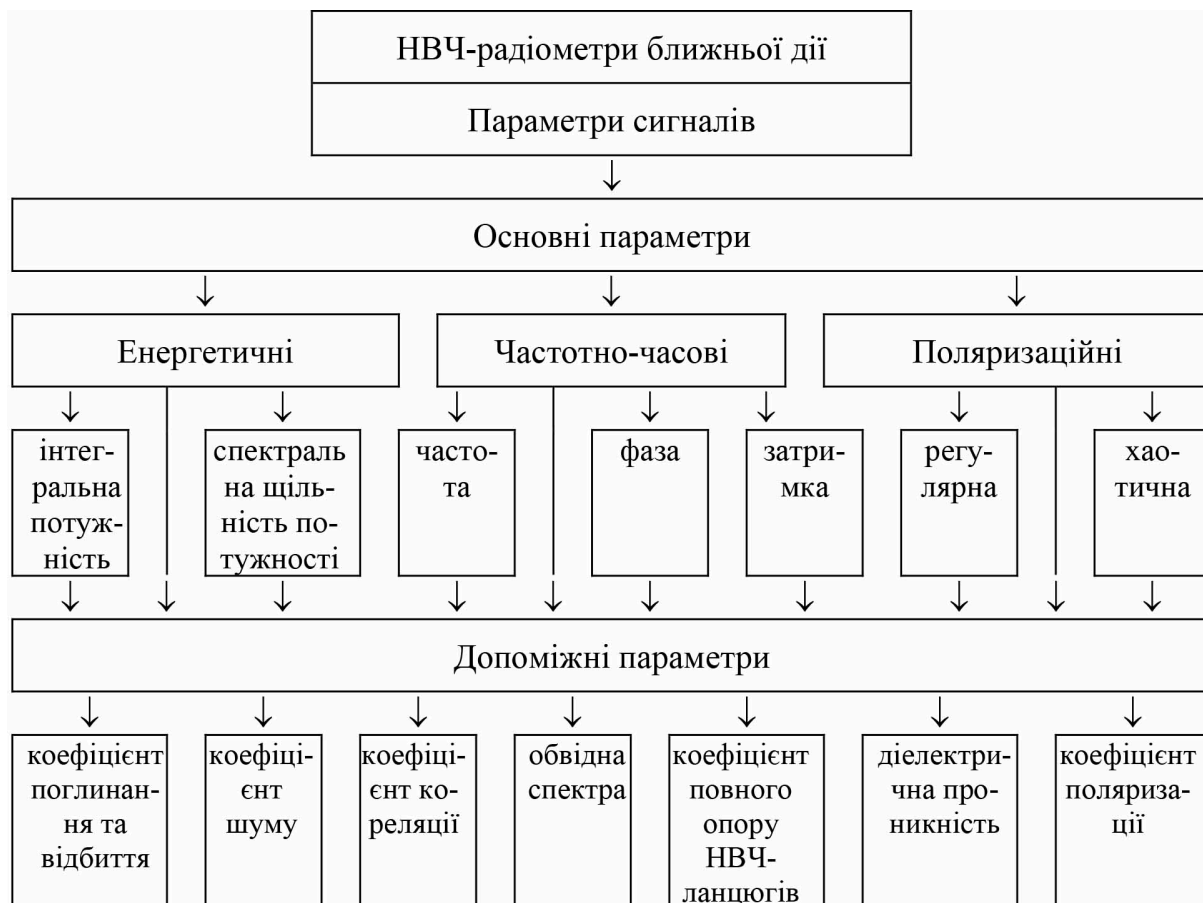 НВЧ-радіометри ближньої дії
Параметри сигналів
Основні параметри
Енергетичні
Частотно-часові
Поляризаційні
інтег-
ральна
потуж-
ність
спектраль
на щіль-
ність по-
тужності
часто-
та
фаза
затри-
мка
регу-
лярна
хао-
тична
Допоміжні параметри
коефіцієнт
поглинан-
ня та
відбиття
коефіці-
єнт
шуму
коефіці-
єнт ко-
реляції
обвідна
спектра
коефіцієнт
повного
опору
НВЧ-
ланцюгів
діелектри-
чна про-
никність
коефіцієнт
поляриза-
ції